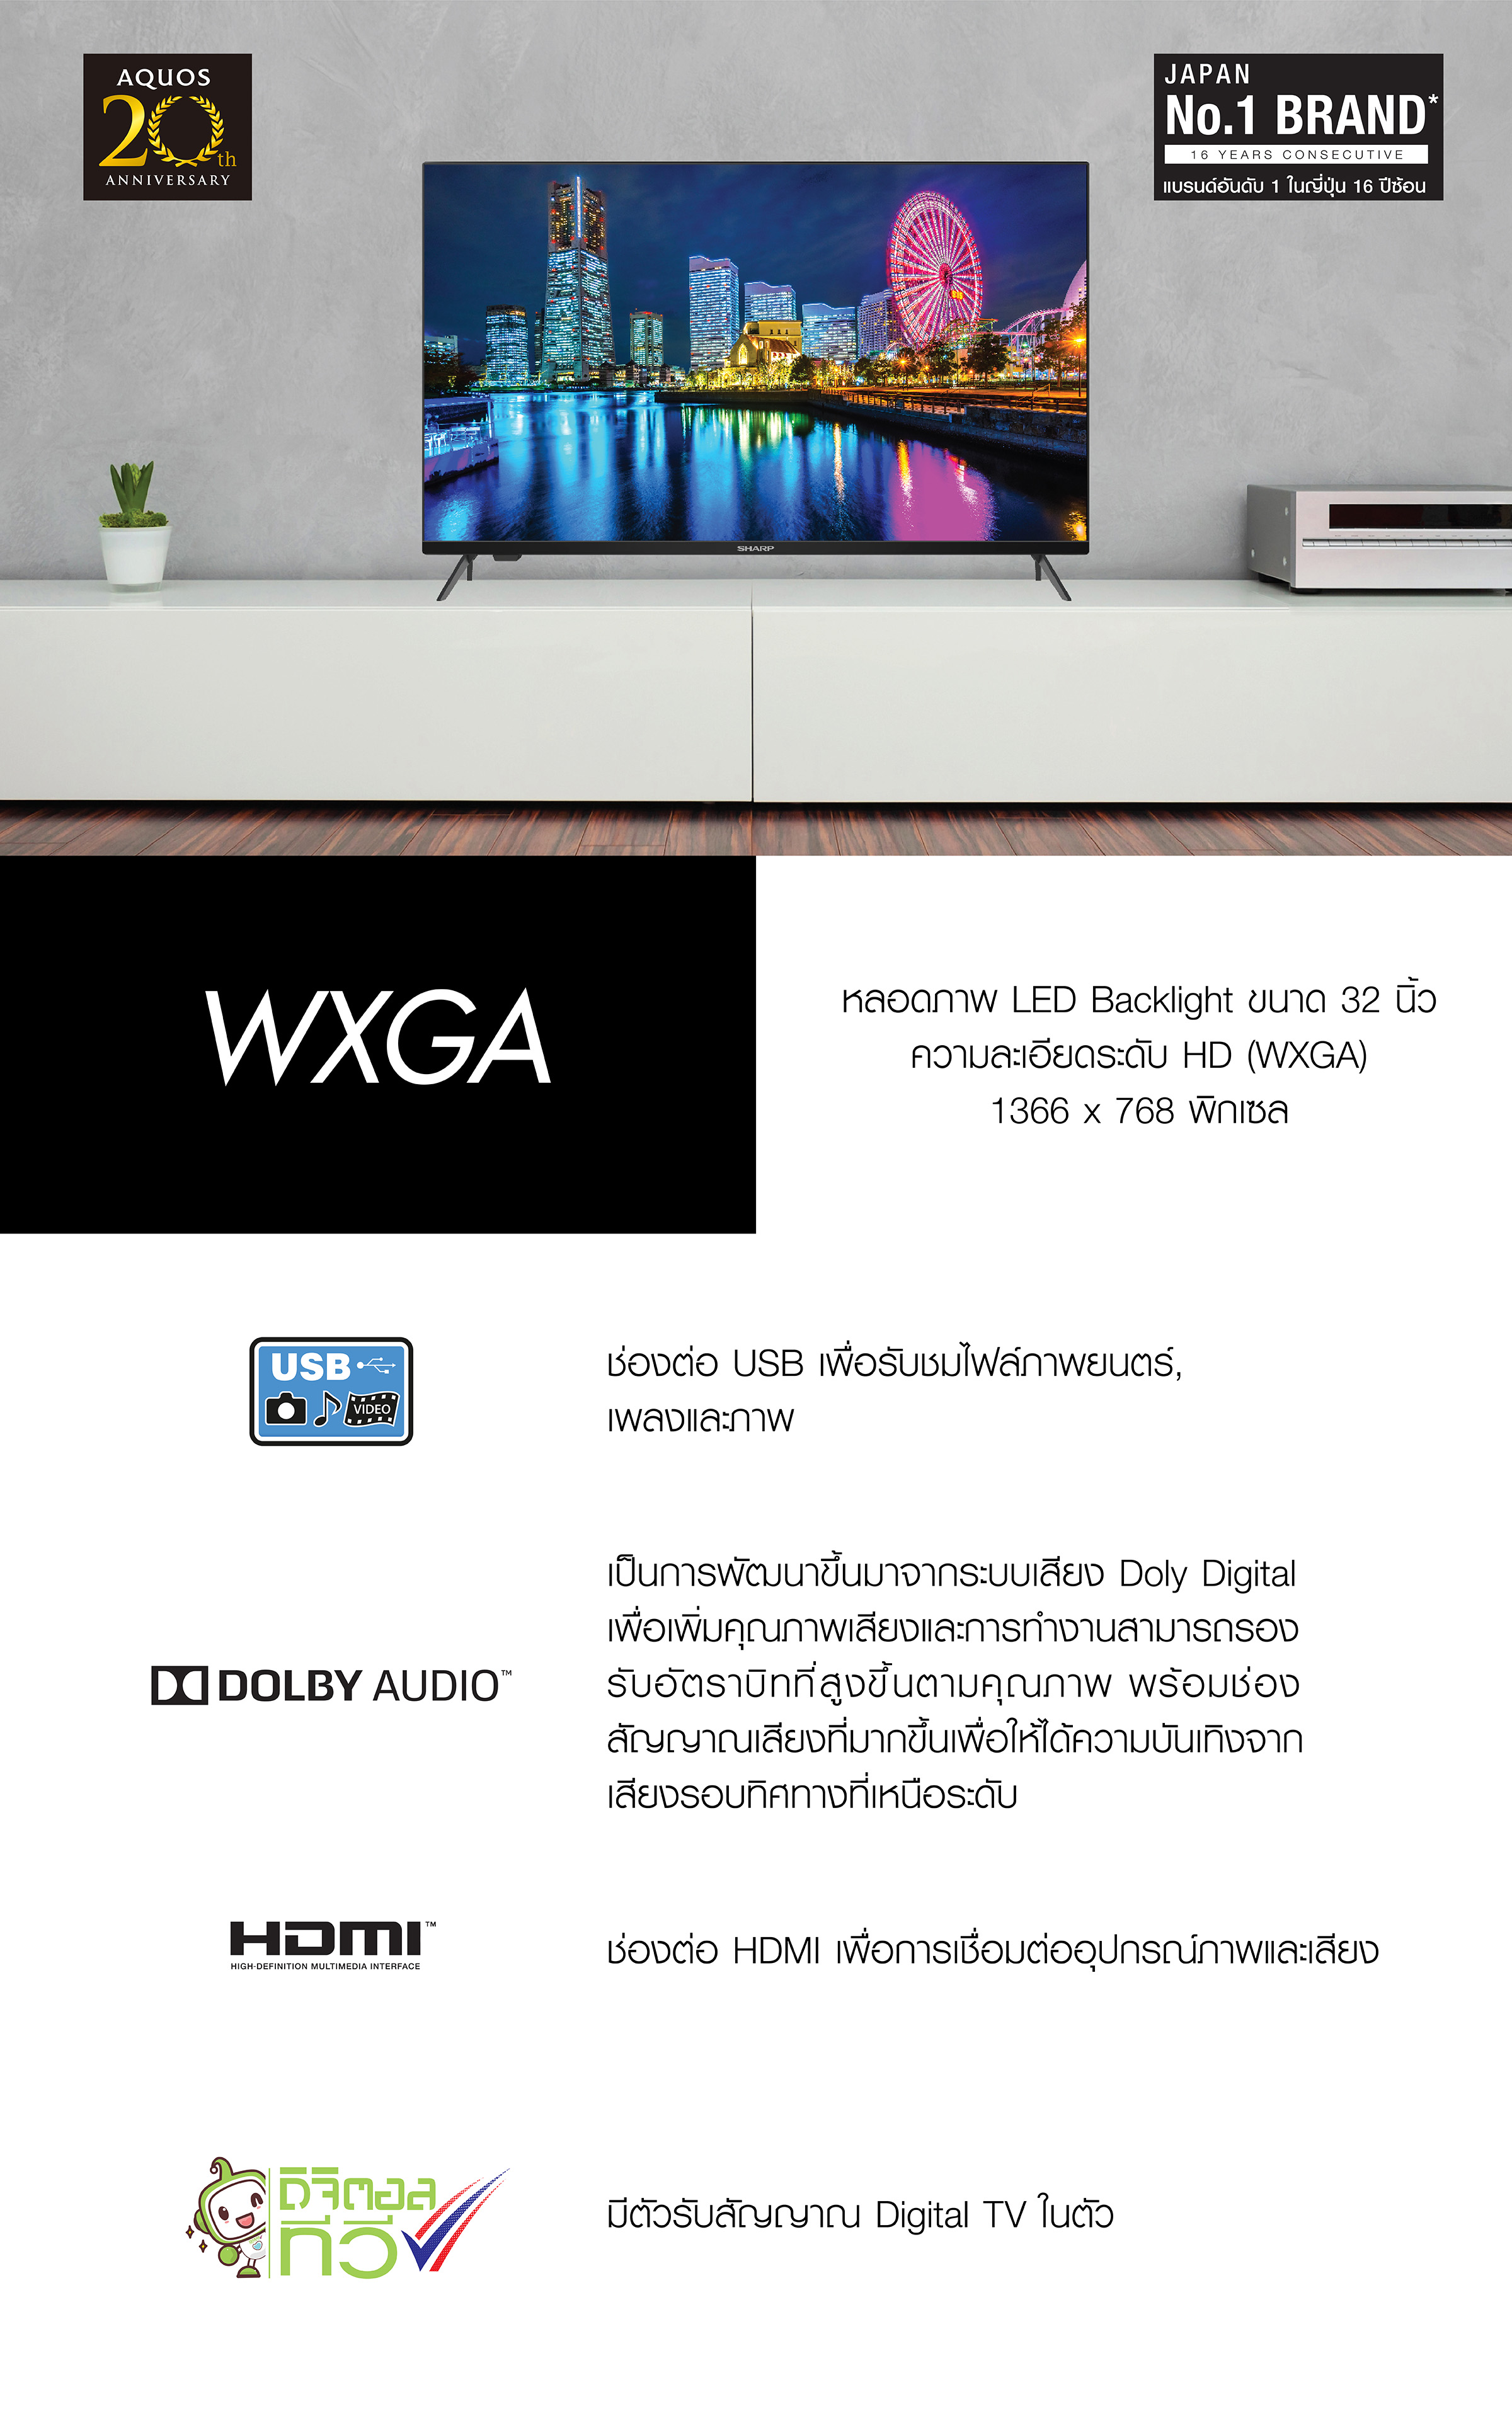 AQUOS
20th
ANNIVERSARY
JAPAN
No.1 BRAND*
16 YEARS CONSECUTIVE
แบรนด์อันดับ 1 ในญี่ปุ่น 16 ปีซ้อน
SHARP
WXGA
หลอดภาพ LED Backlight ขนาด 32 นิ้ว
ความละเอียดระดับ HD (WXGA)
1366 x 768 พิกเซล
USB
VIDEO
ช่องต่อ USB เพื่อรับชมไฟล์ภาพยนตร์,
เพลงและภาพ
DOLBY AUDIO™
เป็นการพัฒนาขึ้นมาจากระบบเสียง Doly Digital
เพื่อเพิ่มคุณภาพเสียงและการทำงานสามารถรอง
รับอัตราบิทที่สูงขึ้นตามคุณภาพ พร้อมช่อง
สัญญาณเสียงที่มากขึ้นเพื่อให้ได้ความบันเทิงจาก
เสียงรอบทิศทางที่เหนือระดับ
HDMI™
HIGH-DEFINITION MULTIMEDIA INTERFACE
ช่องต่อ HDMI เพื่อการเชื่อมต่ออุปกรณ์ภาพและเสียง
ดิจิตอล
ทีวี
มีตัวรับสัญญาณ Digital TV ในตัว